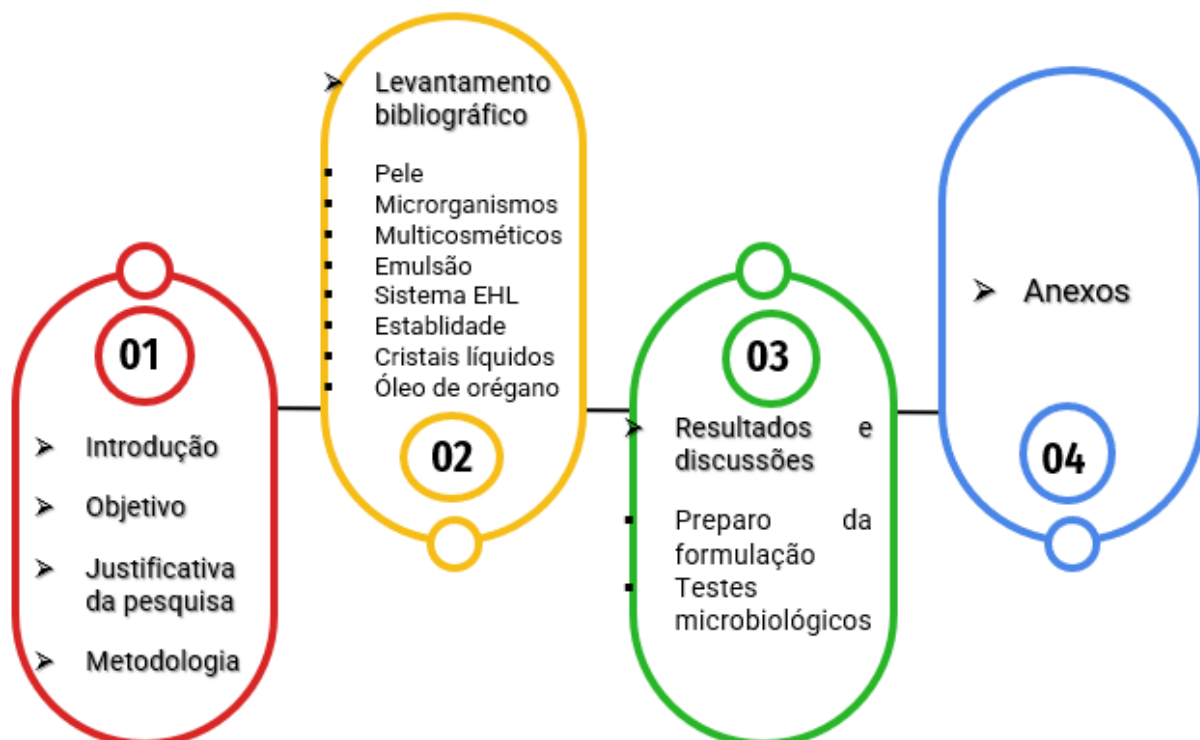 01
Introdução
Objetivo
Justificativa
da pesquisa
Metodologia
Levantamento
bibliográfico
Pele
Microrganismos
Multicosméticos
Emulsão
Sistema EHL
Establidade
Cristais líquidos
Óleo de orégano
02
03
Resultados e
discussões
Preparo da
formulação
Testes
microbiológicos
Anexos
04